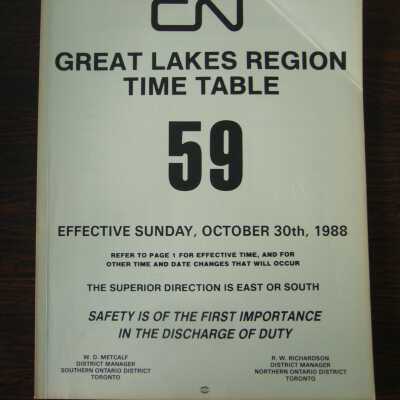 CN
GREAT LAKES REGION
TIME TABLE
59
EFFECTIVE SUNDAY, OCTOBER 30th, 1988
REFER TO PAGE 1 FOR EFFECTIVE TIME, AND FOR
OTHER TIME AND DATE CHANGES THAT WILL OCCUR
THE SUPERIOR DIRECTION IS EAST OR SOUTH
SAFETY IS OF THE FIRST IMPORTANCE
IN THE DISCHARGE OF DUTY
W. D. METCALF
DISTRICT MANAGER
SOUTHERN ONTARIO DISTRICT
TORONTO
R. W. RICHARDSON
DISTRICT MANAGER
NORTHERN ONTARIO DISTRICT
TORONTO